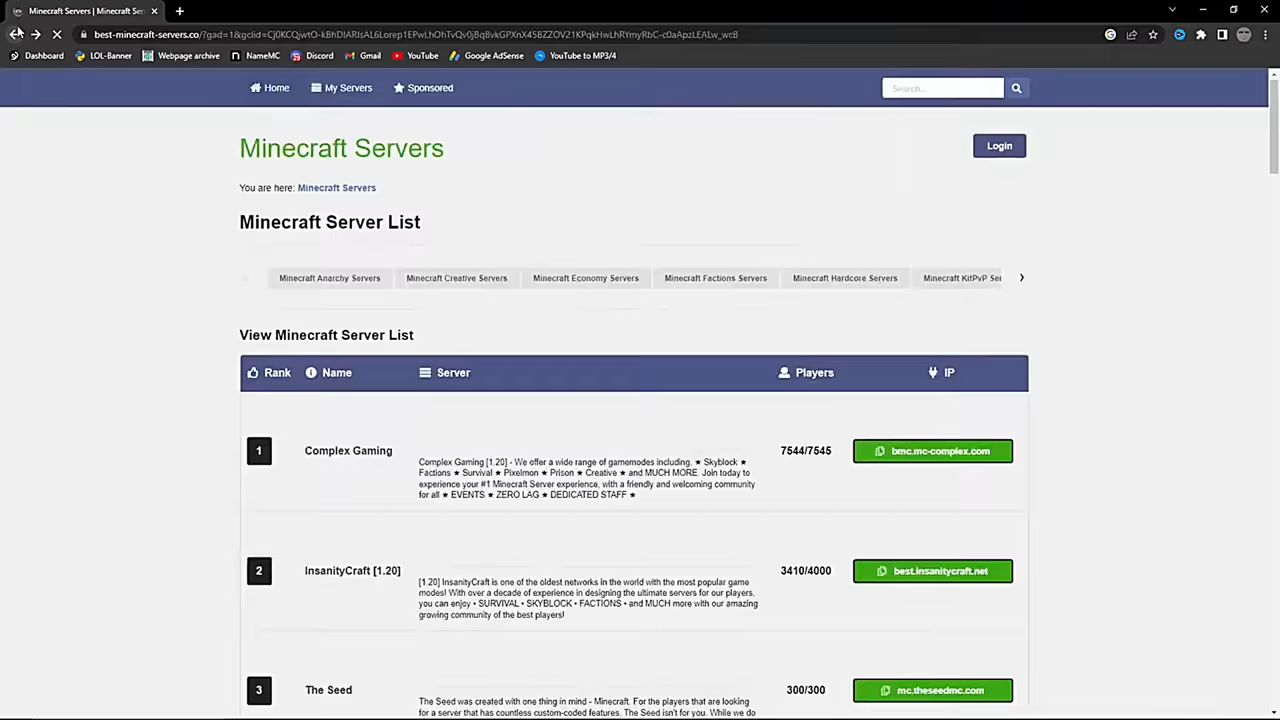 Minecraft Servers | Minecraft Ser
best-minecraft-servers.co/?gad=1&gclid=
Dashboard LOL-Banner Webpage archive NameMC Discord Gmail YouTube Google AdSense YouTube to MP3/4
Home My Servers Sponsored Search...
Minecraft Servers
Login
You are here: Minecraft Servers
Minecraft Server List
Minecraft Anarchy Servers Minecraft Creative Servers Minecraft Economy Servers Minecraft Factions Servers Minecraft Hardcore Servers Minecraft KitPvP Ser
View Minecraft Server List
Rank Name Server Players IP
1 Complex Gaming 7544/7545 bmc.mc-complex.com
Complex Gaming [1.20] - We offer a wide range of gamemodes including, ★ Skyblock ★
Factions ★ Survival ★ Pixelmon ★ Prison ★ Creative ★ and MUCH MORE. Join today to
experience your #1 Minecraft Server experience, with a friendly and welcoming community
for all ★ EVENTS ★ ZERO LAG ★ DEDICATED STAFF ★
2 InsanityCraft [1.20] 3410/4000 best.insanitycraft.net
[1.20] InsanityCraft is one of the oldest networks in the world with the most popular game
modes! With over a decade of experience in designing the ultimate servers for our players,
you can enjoy • SURVIVAL • SKYBLOCK • FACTIONS • and MUCH more with our amazing
growing community of the best players!
3 The Seed 300/300 mc.theseedmc.com
The Seed was created with one thing in mind - Minecraft. For the players that are looking
for a server that has countless custom-coded features, The Seed isn't for you. While we do